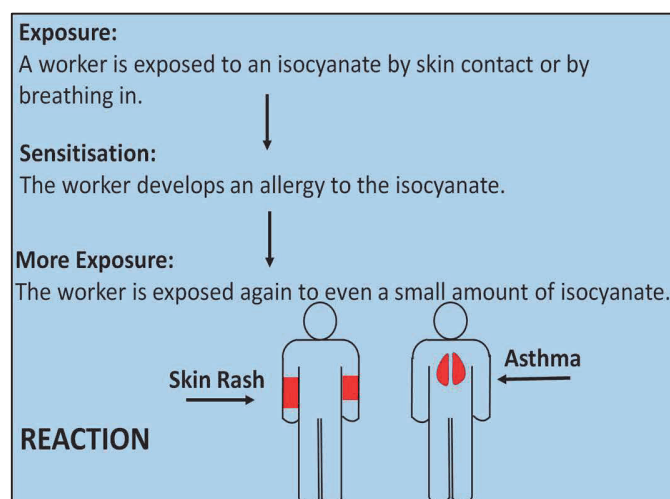 Exposure:
A worker is exposed to an isocyanate by skin contact or by
breathing in.
Sensitisation:
The worker develops an allergy to the isocyanate.
More Exposure:
The worker is exposed again to even a small amount of isocyanate.
Skin Rash
Asthma
REACTION